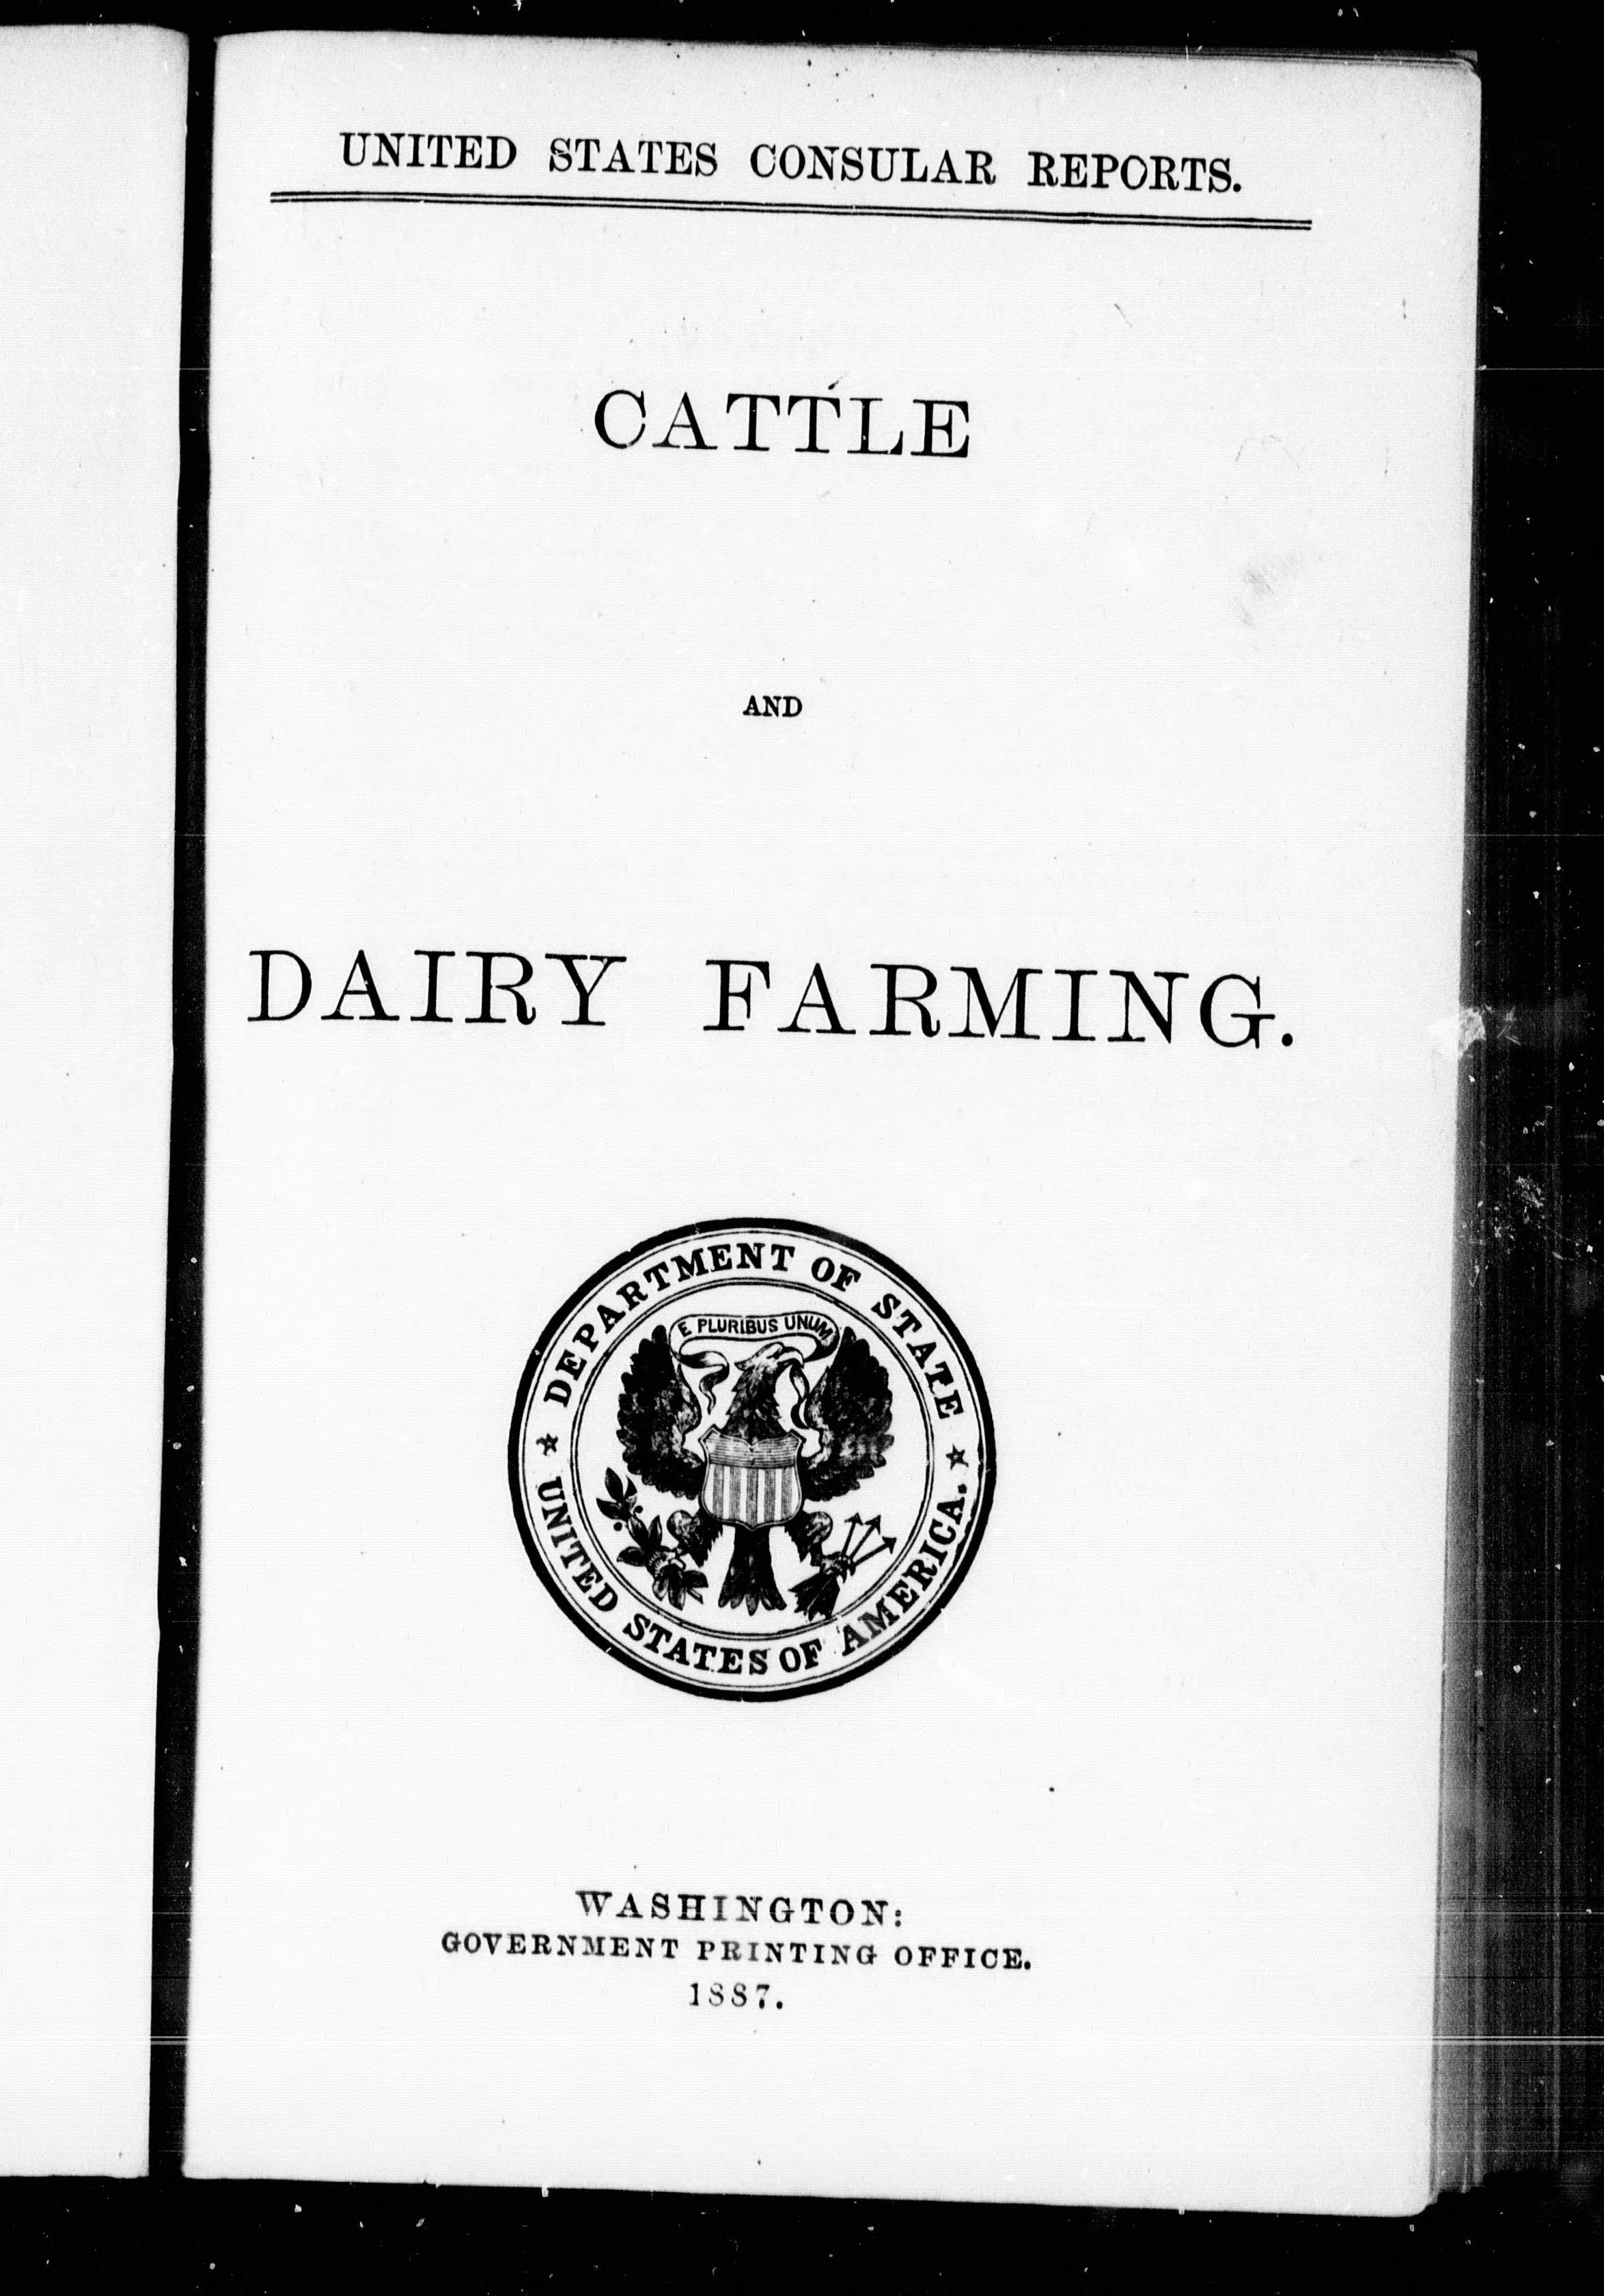 UNITED STATES CONSULAR REPORTS.
CATTLE
AND
DAIRY FARMING.
DEPARTMENT OF STATE
E PLURIBUS UNUM
UNITED STATES OF AMERICA.
WASHINGTON:
GOVERNMENT PRINTING OFFICE.
1887.